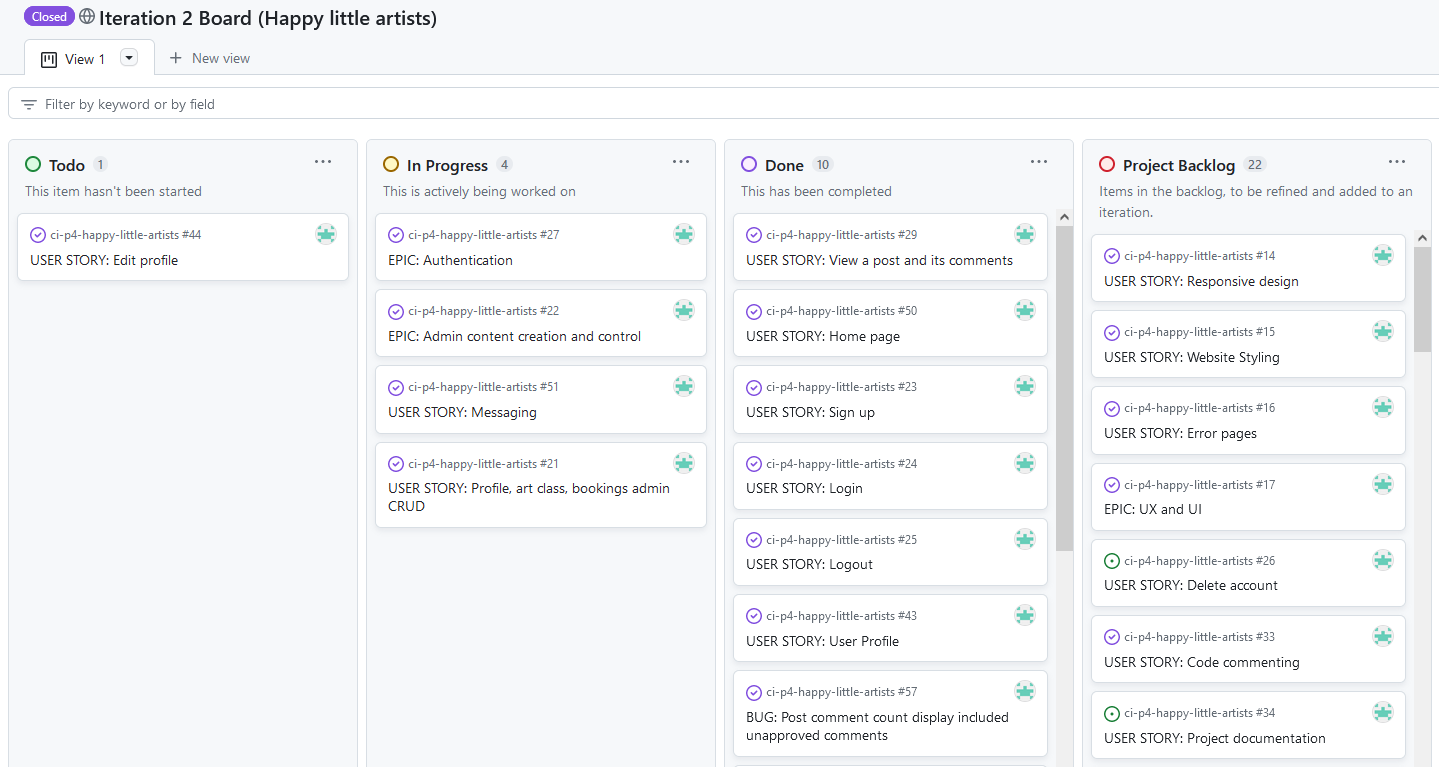 Closed Iteration 2 Board (Happy little artists)
View 1
New view
Filter by keyword or by field
Todo 1
This item hasn't been started
ci-p4-happy-little-artists #44
USER STORY: Edit profile
In Progress 4
This is actively being worked on
ci-p4-happy-little-artists #27
EPIC: Authentication
ci-p4-happy-little-artists #22
EPIC: Admin content creation and control
ci-p4-happy-little-artists #51
USER STORY: Messaging
ci-p4-happy-little-artists #21
USER STORY: Profile, art class, bookings admin
CRUD
Done 10
This has been completed
ci-p4-happy-little-artists #29
USER STORY: View a post and its comments
ci-p4-happy-little-artists #50
USER STORY: Home page
ci-p4-happy-little-artists #23
USER STORY: Sign up
ci-p4-happy-little-artists #24
USER STORY: Login
ci-p4-happy-little-artists #25
USER STORY: Logout
ci-p4-happy-little-artists #43
USER STORY: User Profile
ci-p4-happy-little-artists #57
BUG: Post comment count display included
unapproved comments
Project Backlog 22
Items in the backlog, to be refined and added to an
iteration.
ci-p4-happy-little-artists #14
USER STORY: Responsive design
ci-p4-happy-little-artists #15
USER STORY: Website Styling
ci-p4-happy-little-artists #16
USER STORY: Error pages
ci-p4-happy-little-artists #17
EPIC: UX and UI
ci-p4-happy-little-artists #26
USER STORY: Delete account
ci-p4-happy-little-artists #33
USER STORY: Code commenting
ci-p4-happy-little-artists #34
USER STORY: Project documentation